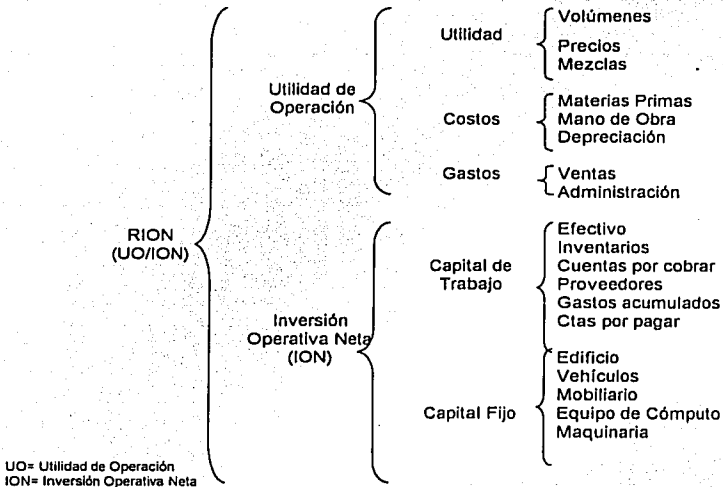 RION
(UO/ION)
Utilidad de
Operación
Utilidad
Volúmenes
Precios
Mezclas
Costos
Materias Primas
Mano de Obra
Depreciación
Gastos
Ventas
Administración
Inversión
Operativa Neta
(ION)
Capital de
Trabajo
Efectivo
Inventarios
Cuentas por cobrar
Proveedores
Gastos acumulados
Ctas por pagar
Capital Fijo
Edificio
Vehículos
Mobiliario
Equipo de Cómputo
Maquinaria
UO= Utilidad de Operación
ION= Inversión Operativa Neta